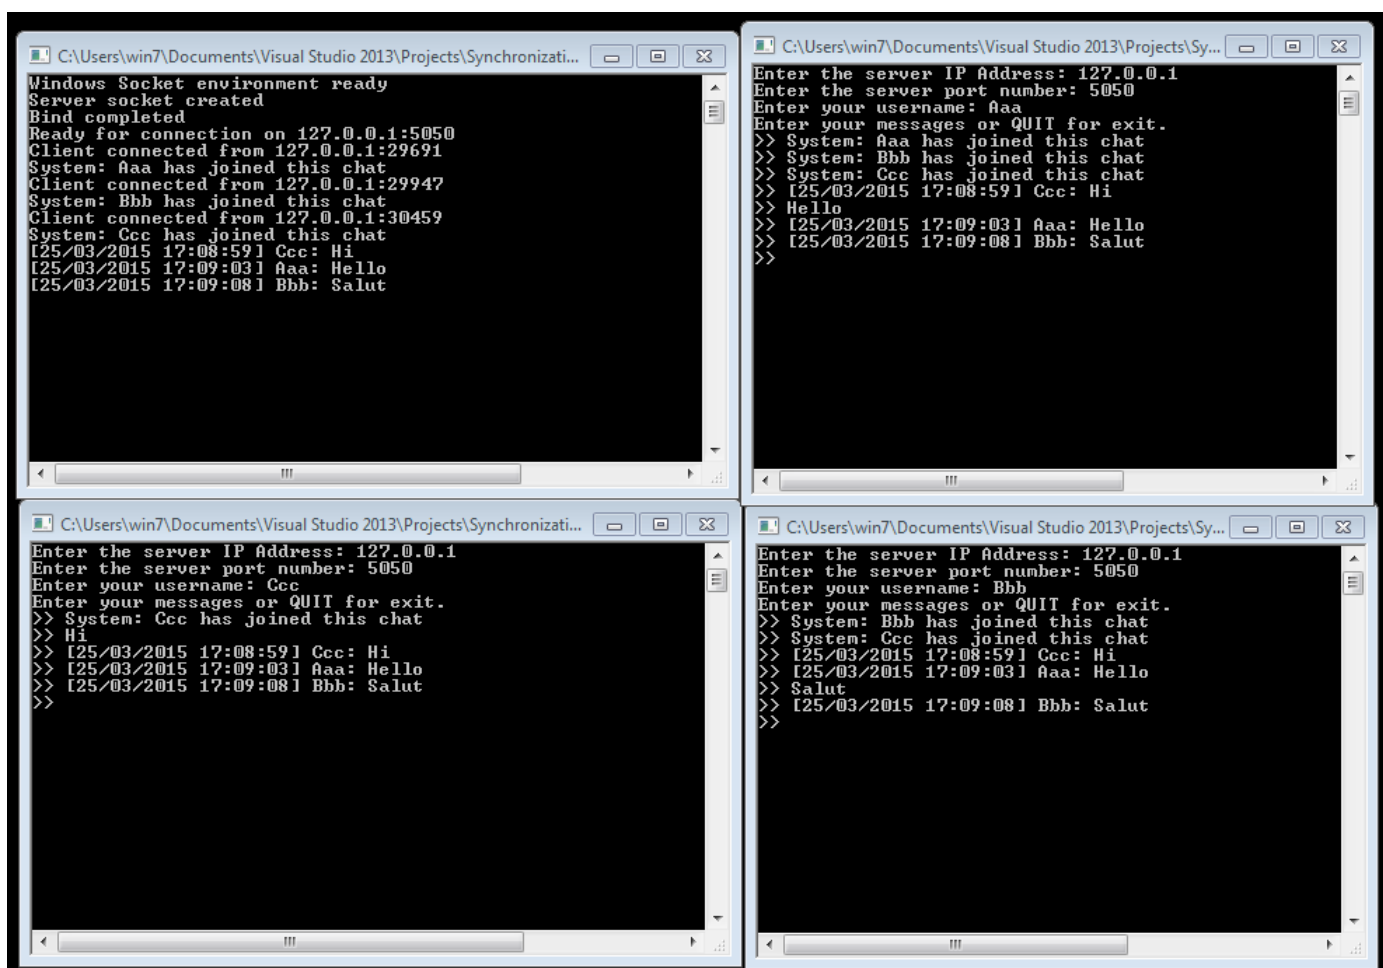 C:\Users\win7\Documents\Visual Studio 2013\Projects\Synchronizati...
Windows Socket environment ready
Server socket created
Bind completed
Ready for connection on 127.0.0.1:5050
Client connected from 127.0.0.1:29691
System: Aaa has joined this chat
Client connected from 127.0.0.1:29947
System: Bbb has joined this chat
Client connected from 127.0.0.1:30459
System: Ccc has joined this chat
[25/03/2015 17:08:59] Ccc: Hi
[25/03/2015 17:09:03] Aaa: Hello
[25/03/2015 17:09:08] Bbb: Salut
C:\Users\win7\Documents\Visual Studio 2013\Projects\Sy...
Enter the server IP Address: 127.0.0.1
Enter the server port number: 5050
Enter your username: Aaa
Enter your messages or QUIT for exit.
>> System: Aaa has joined this chat
>> System: Bbb has joined this chat
>> System: Ccc has joined this chat
>> [25/03/2015 17:08:59] Ccc: Hi
>> Hello
>> [25/03/2015 17:09:03] Aaa: Hello
>> [25/03/2015 17:09:08] Bbb: Salut
>>
C:\Users\win7\Documents\Visual Studio 2013\Projects\Synchronizati...
Enter the server IP Address: 127.0.0.1
Enter the server port number: 5050
Enter your username: Ccc
Enter your messages or QUIT for exit.
>> System: Ccc has joined this chat
>> Hi
>> [25/03/2015 17:08:59] Ccc: Hi
>> [25/03/2015 17:09:03] Aaa: Hello
>> [25/03/2015 17:09:08] Bbb: Salut
>>
C:\Users\win7\Documents\Visual Studio 2013\Projects\Sy...
Enter the server IP Address: 127.0.0.1
Enter the server port number: 5050
Enter your username: Bbb
Enter your messages or QUIT for exit.
>> System: Bbb has joined this chat
>> System: Ccc has joined this chat
>> [25/03/2015 17:08:59] Ccc: Hi
>> [25/03/2015 17:09:03] Aaa: Hello
>> Salut
>> [25/03/2015 17:09:08] Bbb: Salut
>>